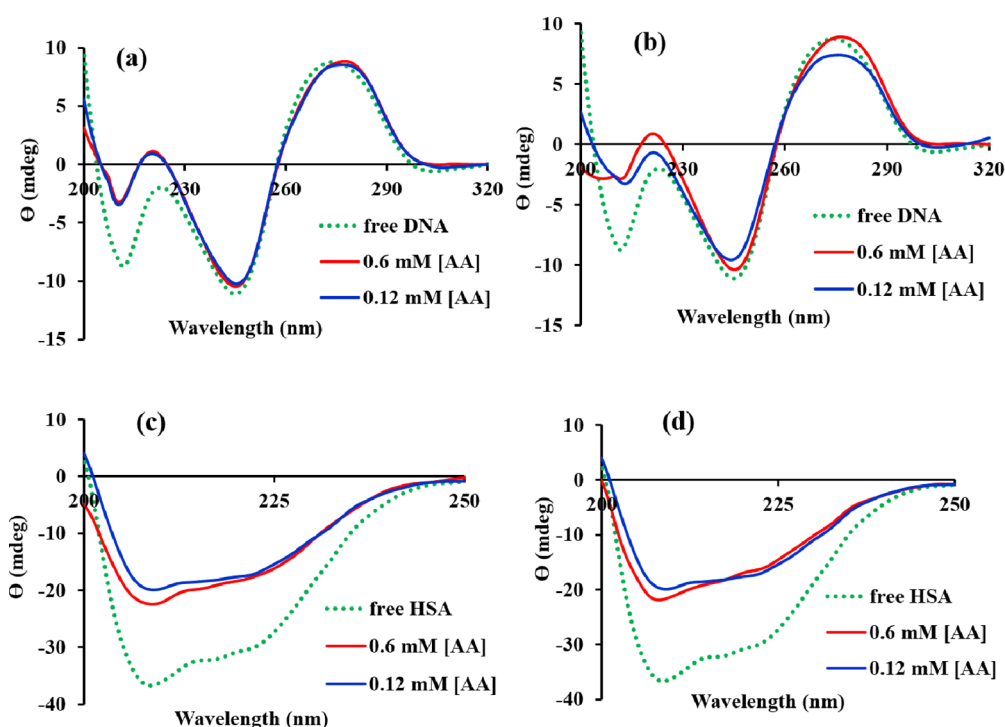 (a)
10
5
0
-5
-10
-15
200
230
260
290
320
Θ (mdeg)
Wavelength (nm)
free DNA
0.6 mM [AA]
0.12 mM [AA]
(b)
10
5
0
-5
-10
-15
200
230
260
290
320
Θ (mdeg)
Wavelength (nm)
free DNA
0.6 mM [AA]
0.12 mM [AA]
(c)
10
0
-10
-20
-30
-40
200
225
250
Θ (mdeg)
Wavelength (nm)
free HSA
0.6 mM [AA]
0.12 mM [AA]
(d)
10
0
-10
-20
-30
-40
200
225
250
Θ (mdeg)
Wavelength (nm)
free HSA
0.6 mM [AA]
0.12 mM [AA]